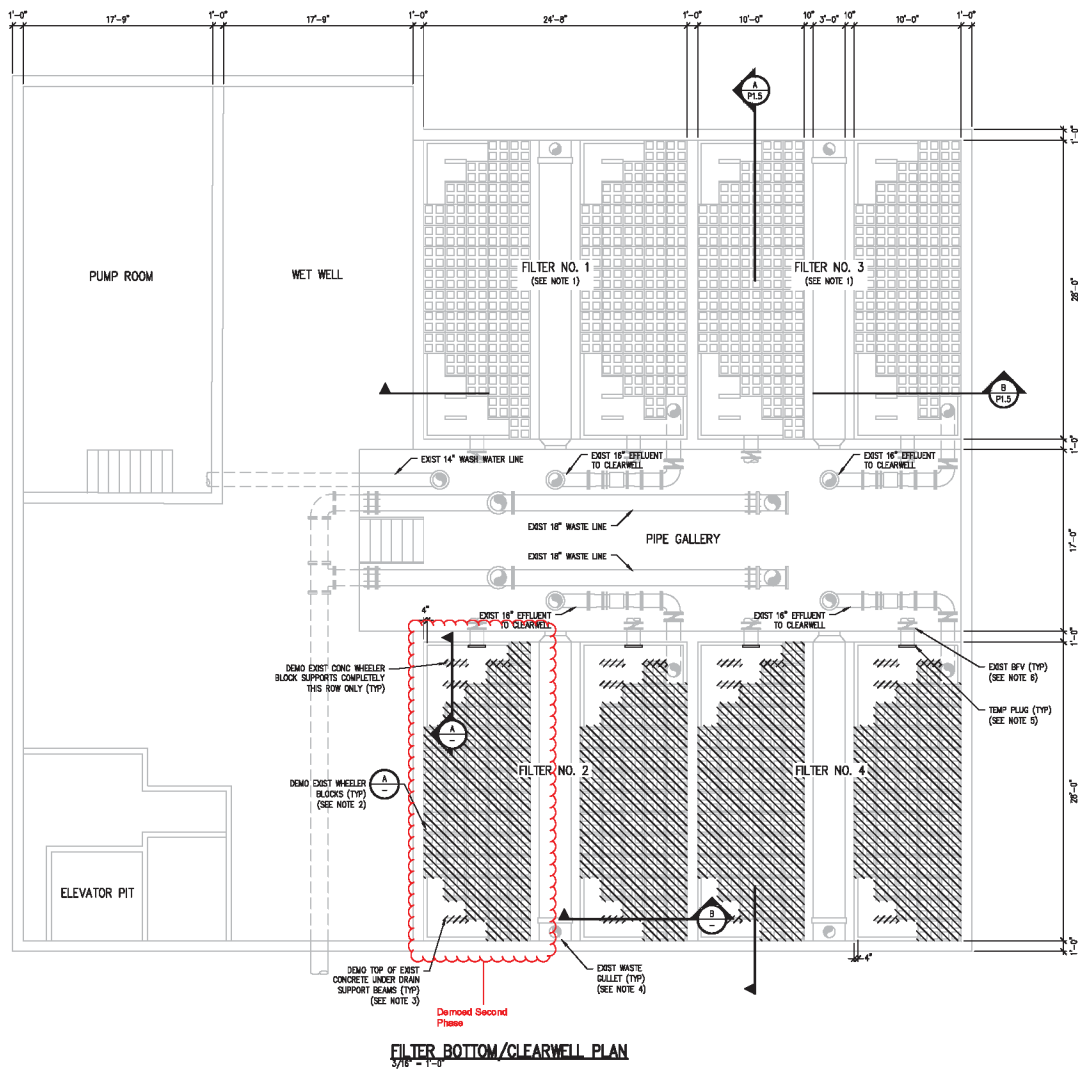 1'-0"
17'-9"
1'-0"
17'-9"
1'-0"
24'-8"
1'-0"
10'-0"
10"
3'-0"
10"
10'-0"
1'-0"
A
P1.5
1'-0"
PUMP ROOM
WET WELL
FILTER NO. 1
(SEE NOTE 1)
FILTER NO. 3
(SEE NOTE 1)
28'-0"
B
P1.5
1'-0"
EXIST 14" WASH WATER LINE
EXIST 16" EFFLUENT
TO CLEARWELL
EXIST 16" EFFLUENT
TO CLEARWELL
EXIST 18" WASTE LINE
PIPE GALLERY
17'-0"
EXIST 18" WASTE LINE
4"
EXIST 16" EFFLUENT
TO CLEARWELL
EXIST 16" EFFLUENT
TO CLEARWELL
1'-0"
DEMO EXIST CONC WHEELER
BLOCK SUPPORTS COMPLETELY
THIS ROW ONLY (TYP)
EXIST BFV (TYP)
(SEE NOTE 6)
TEMP PLUG (TYP)
(SEE NOTE 5)
A
-
DEMO EXIST WHEELER
BLOCKS (TYP)
(SEE NOTE 2)
A
-
FILTER NO. 2
FILTER NO. 4
28'-0"
ELEVATOR PIT
B
-
1'-0"
4"
DEMO TOP OF EXIST
CONCRETE UNDER DRAIN
SUPPORT BEAMS (TYP)
(SEE NOTE 3)
EXIST WASTE
GULLET (TYP)
(SEE NOTE 4)
Demoed Second
Phase
FILTER BOTTOM/CLEARWELL PLAN
3/16" = 1'-0"